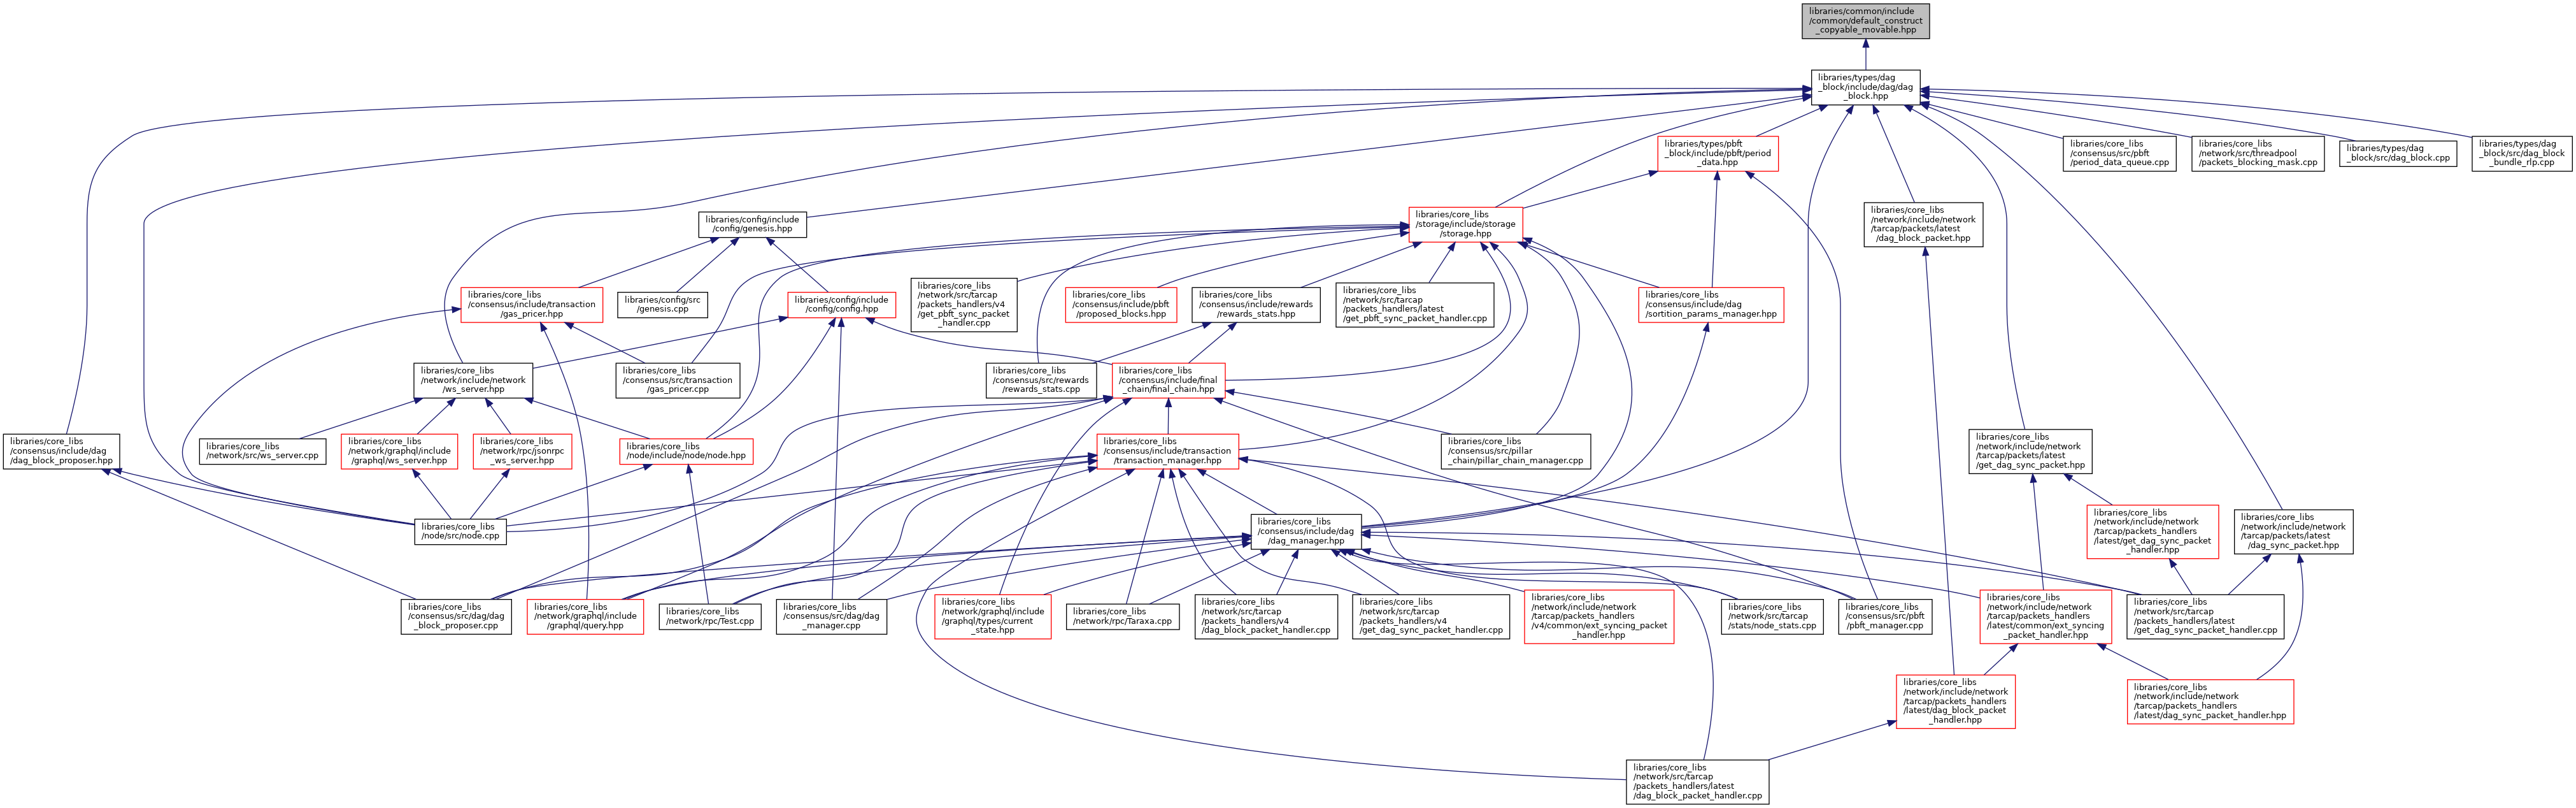 libraries/common/include
/common/default_construct
_copyable_movable.hpp
libraries/types/dag
_block/include/dag/dag
_block.hpp
libraries/types/pbft
_block/include/pbft/period
_data.hpp
libraries/core_libs
/consensus/src/pbft
/period_data_queue.cpp
libraries/core_libs
/network/src/threadpool
/packets_blocking_mask.cpp
libraries/types/dag
_block/src/dag_block.cpp
libraries/types/dag
_block/src/dag_block
_bundle_rlp.cpp
libraries/config/include
/config/genesis.hpp
libraries/core_libs
/storage/include/storage
/storage.hpp
libraries/core_libs
/network/include/network
/tarcap/packets/latest
/dag_block_packet.hpp
libraries/core_libs
/consensus/include/transaction
/gas_pricer.hpp
libraries/config/src
/genesis.cpp
libraries/config/include
/config/config.hpp
libraries/core_libs
/network/src/tarcap
/packets_handlers/v4
/get_pbft_sync_packet
_handler.cpp
libraries/core_libs
/consensus/include/pbft
/proposed_blocks.hpp
libraries/core_libs
/consensus/include/rewards
/rewards_stats.hpp
libraries/core_libs
/network/src/tarcap
/packets_handlers/latest
/get_pbft_sync_packet_handler.cpp
libraries/core_libs
/consensus/include/dag
/sortition_params_manager.hpp
libraries/core_libs
/network/include/network
/ws_server.hpp
libraries/core_libs
/consensus/src/transaction
/gas_pricer.cpp
libraries/core_libs
/consensus/src/rewards
/rewards_stats.cpp
libraries/core_libs
/consensus/include/final
_chain/final_chain.hpp
libraries/core_libs
/consensus/include/dag
/dag_block_proposer.hpp
libraries/core_libs
/network/src/ws_server.cpp
libraries/core_libs
/network/graphql/include
/graphql/ws_server.hpp
libraries/core_libs
/network/rpc/jsonrpc
_ws_server.hpp
libraries/core_libs
/node/include/node/node.hpp
libraries/core_libs
/consensus/include/transaction
/transaction_manager.hpp
libraries/core_libs
/consensus/src/pillar
_chain/pillar_chain_manager.cpp
libraries/core_libs
/network/include/network
/tarcap/packets/latest
/get_dag_sync_packet.hpp
libraries/core_libs
/node/src/node.cpp
libraries/core_libs
/consensus/include/dag
/dag_manager.hpp
libraries/core_libs
/network/include/network
/tarcap/packets_handlers
/latest/get_dag_sync_packet
_handler.hpp
libraries/core_libs
/network/include/network
/tarcap/packets/latest
/dag_sync_packet.hpp
libraries/core_libs
/consensus/src/dag/dag
_block_proposer.cpp
libraries/core_libs
/network/graphql/include
/graphql/query.hpp
libraries/core_libs
/network/rpc/Test.cpp
libraries/core_libs
/consensus/src/dag/dag
_manager.cpp
libraries/core_libs
/network/graphql/include
/graphql/types/current
_state.hpp
libraries/core_libs
/network/rpc/Taraxa.cpp
libraries/core_libs
/network/src/tarcap
/packets_handlers/v4
/dag_block_packet_handler.cpp
libraries/core_libs
/network/src/tarcap
/packets_handlers/v4
/get_dag_sync_packet_handler.cpp
libraries/core_libs
/network/include/network
/tarcap/packets_handlers
/v4/common/ext_syncing_packet
_handler.hpp
libraries/core_libs
/network/src/tarcap
/stats/node_stats.cpp
libraries/core_libs
/consensus/src/pbft
/pbft_manager.cpp
libraries/core_libs
/network/include/network
/tarcap/packets_handlers
/latest/common/ext_syncing
_packet_handler.hpp
libraries/core_libs
/network/src/tarcap
/packets_handlers/latest
/get_dag_sync_packet_handler.cpp
libraries/core_libs
/network/include/network
/tarcap/packets_handlers
/latest/dag_block_packet
_handler.hpp
libraries/core_libs
/network/include/network
/tarcap/packets_handlers
/latest/dag_sync_packet_handler.hpp
libraries/core_libs
/network/src/tarcap
/packets_handlers/latest
/dag_block_packet_handler.cpp